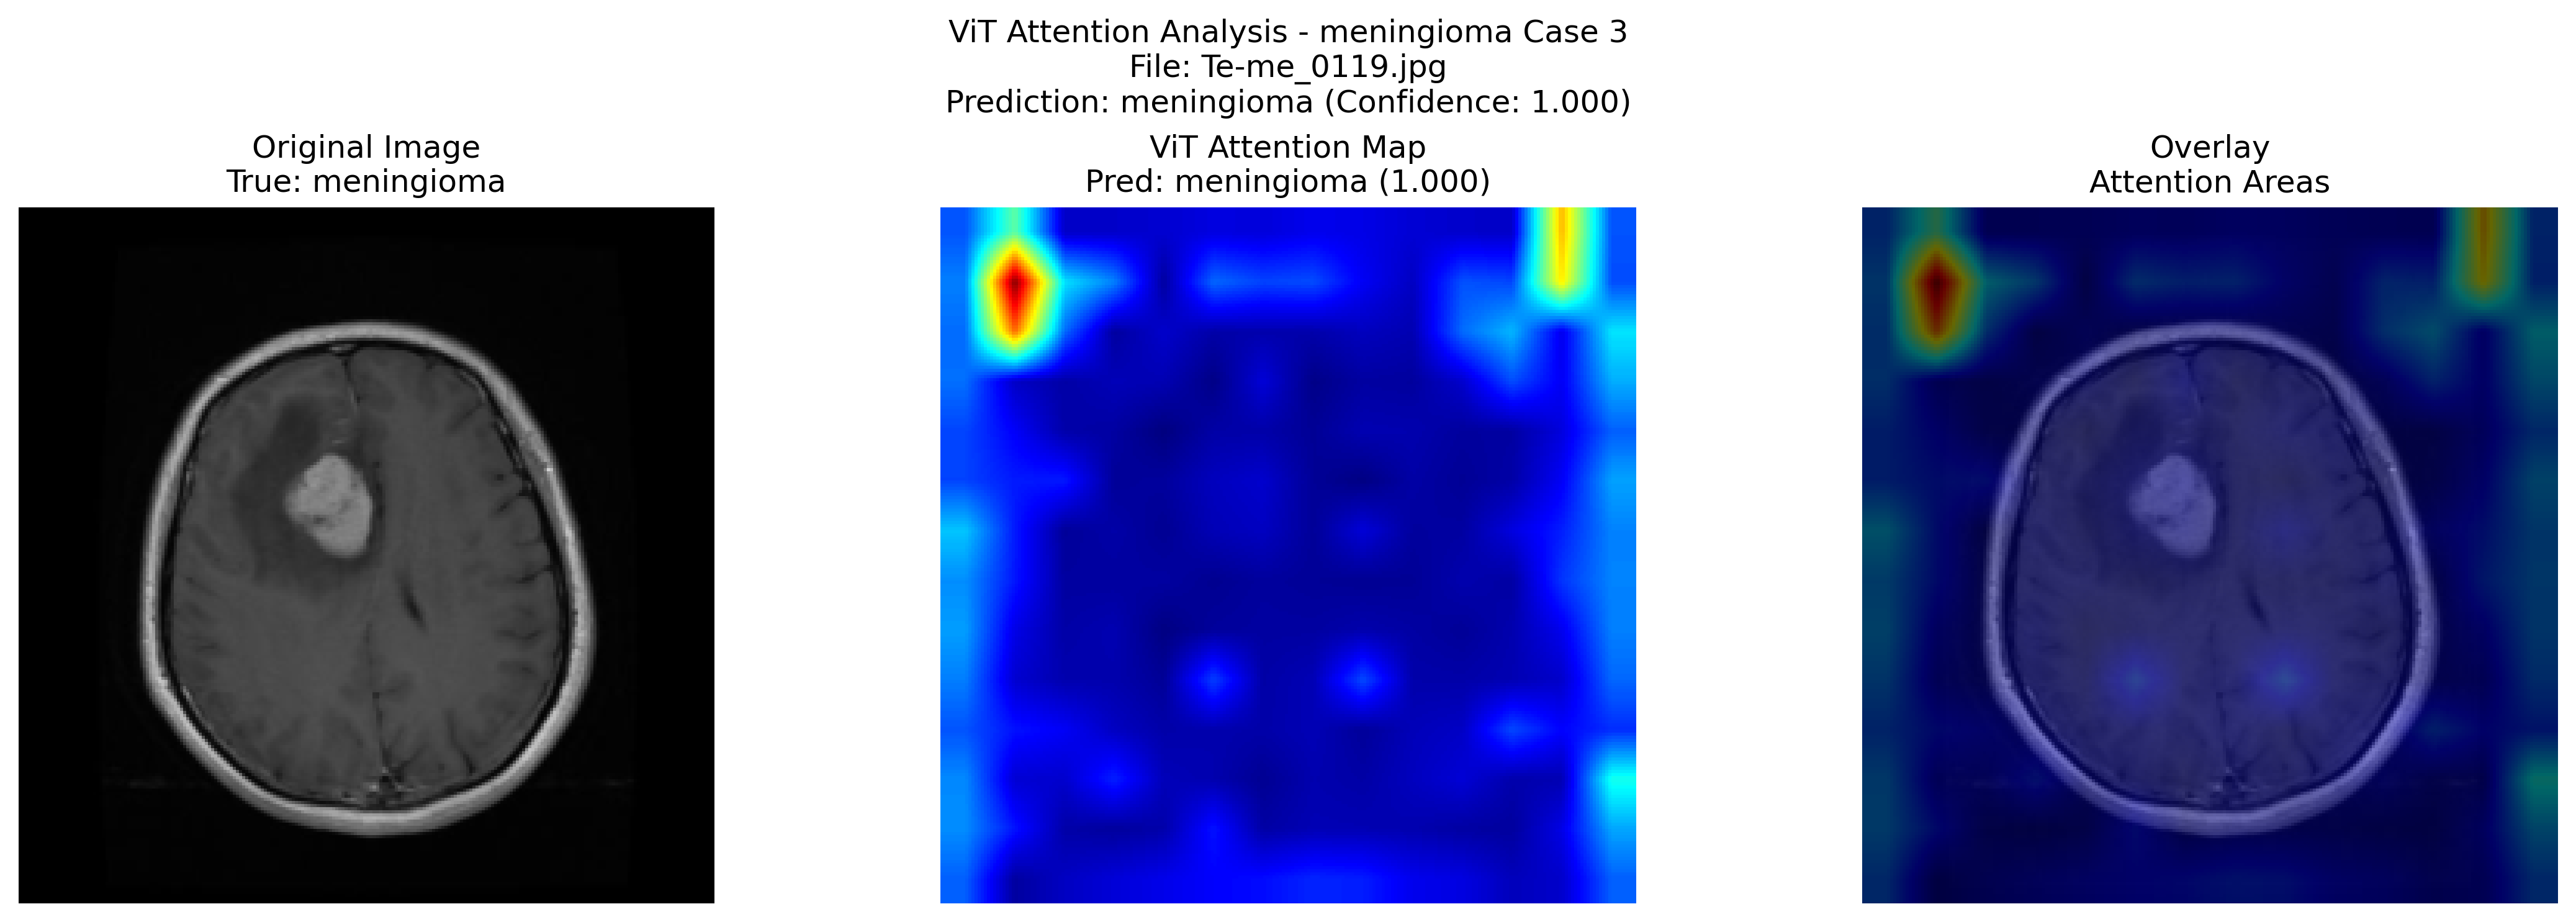 ViT Attention Analysis - meningioma Case 3
File: Te-me_0119.jpg
Prediction: meningioma (Confidence: 1.000)
Original Image
True: meningioma
ViT Attention Map
Pred: meningioma (1.000)
Overlay
Attention Areas